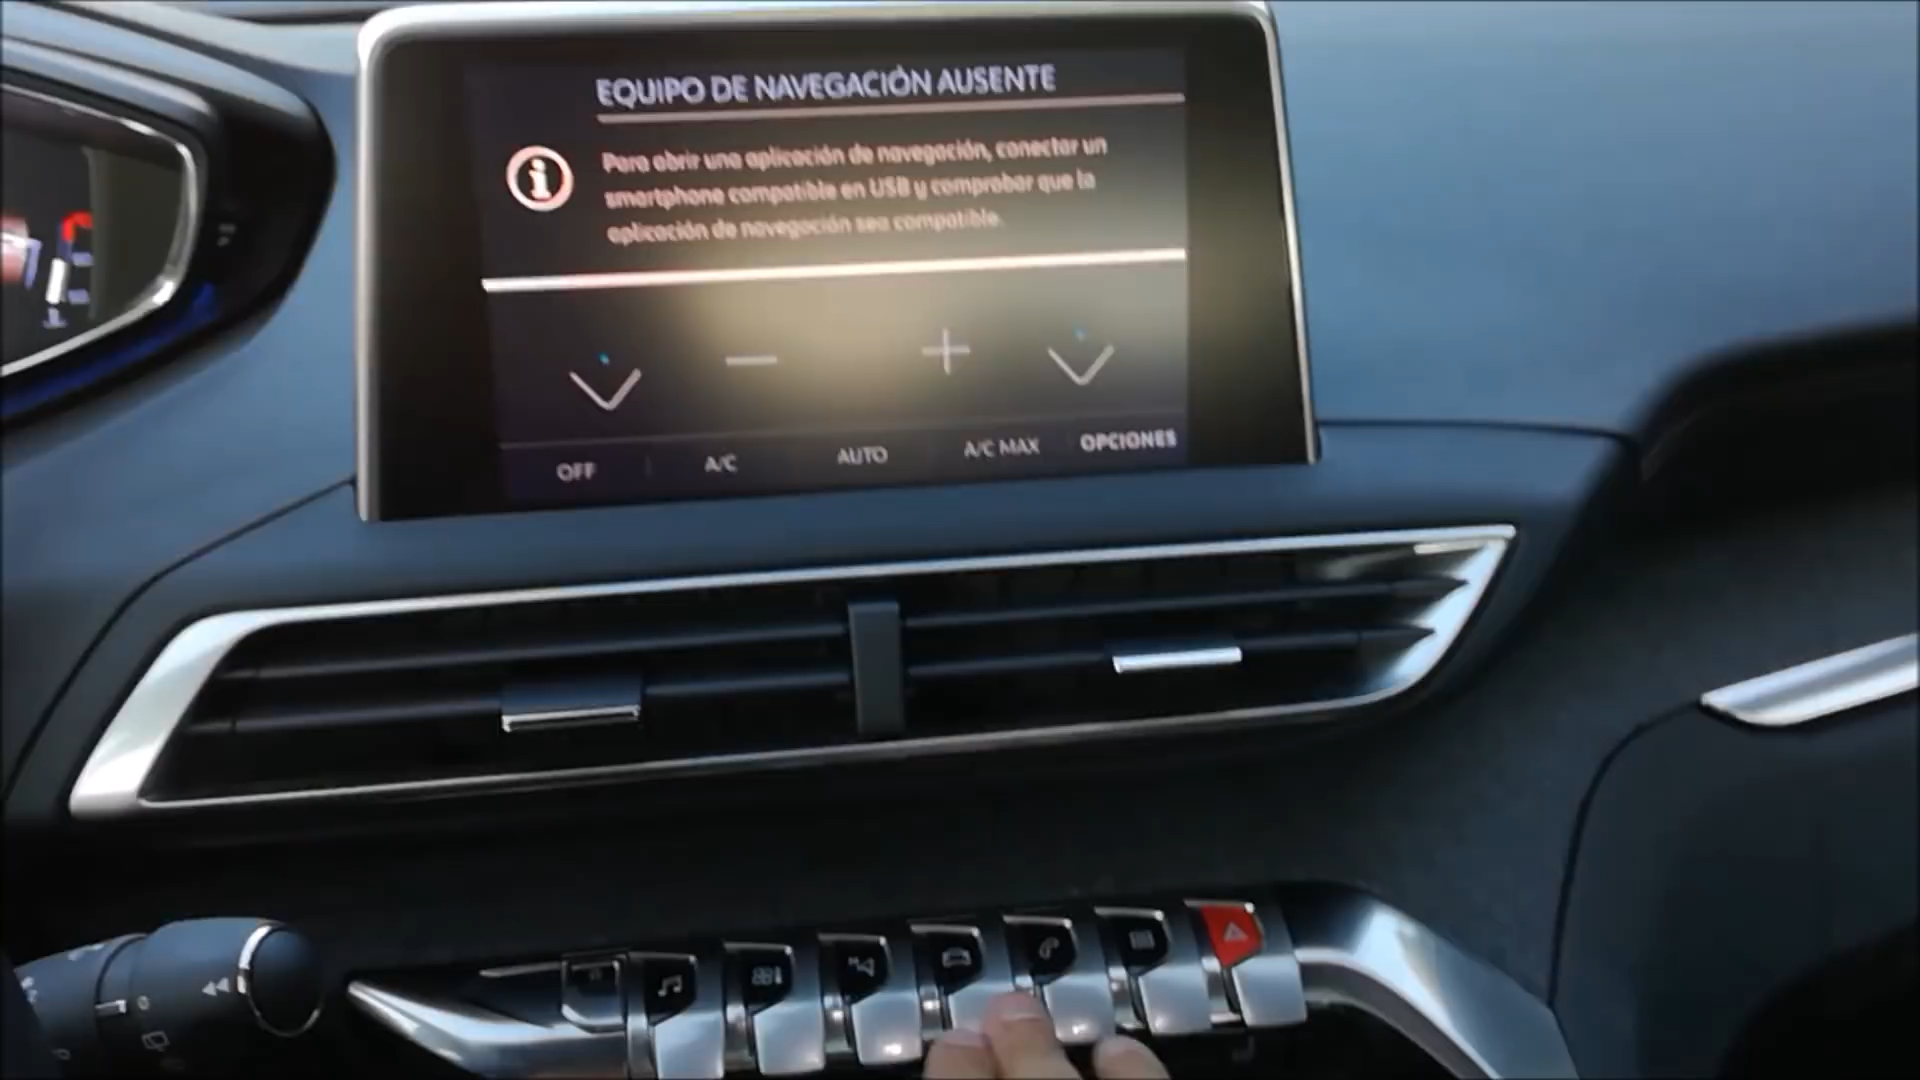 EQUIPO DE NAVEGACIÓN AUSENTE
Para abrir una aplicación de navegación, conectar un
smartphone compatible en USB y comprobar que la
aplicación de navegación sea compatible.
OFF
A/C
AUTO
A/C MAX
OPCIONES